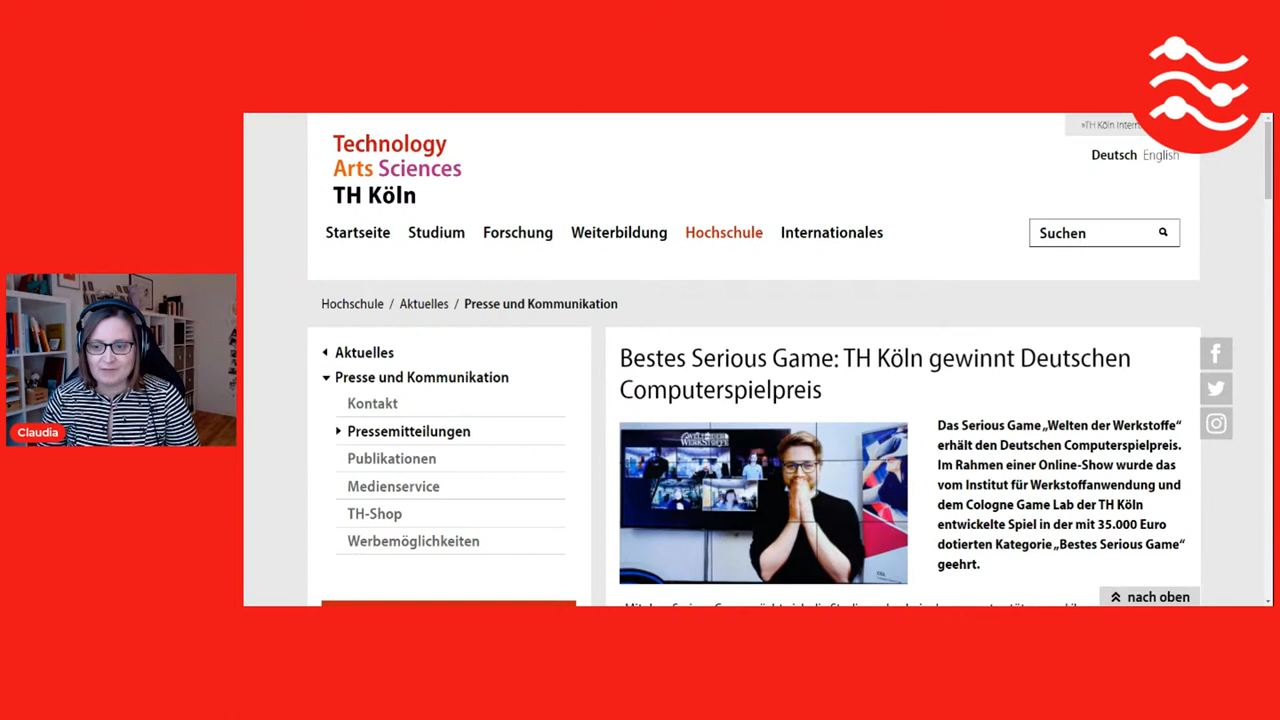 Technology
Arts Sciences
TH Köln
»TH Köln Intern
Deutsch English
Startseite Studium Forschung Weiterbildung Hochschule Internationales
Suchen
Hochschule / Aktuelles / Presse und Kommunikation
Aktuelles
Presse und Kommunikation
Kontakt
Pressemitteilungen
Publikationen
Medienservice
TH-Shop
Werbemöglichkeiten
Bestes Serious Game: TH Köln gewinnt Deutschen
Computerspielpreis
WELT DER
WERKSTOFFE
Das Serious Game „Welten der Werkstoffe“
erhält den Deutschen Computerspielpreis.
Im Rahmen einer Online-Show wurde das
vom Institut für Werkstoffanwendung und
dem Cologne Game Lab der TH Köln
entwickelte Spiel in der mit 35.000 Euro
dotierten Kategorie „Bestes Serious Game“
geehrt.
nach oben
Claudia